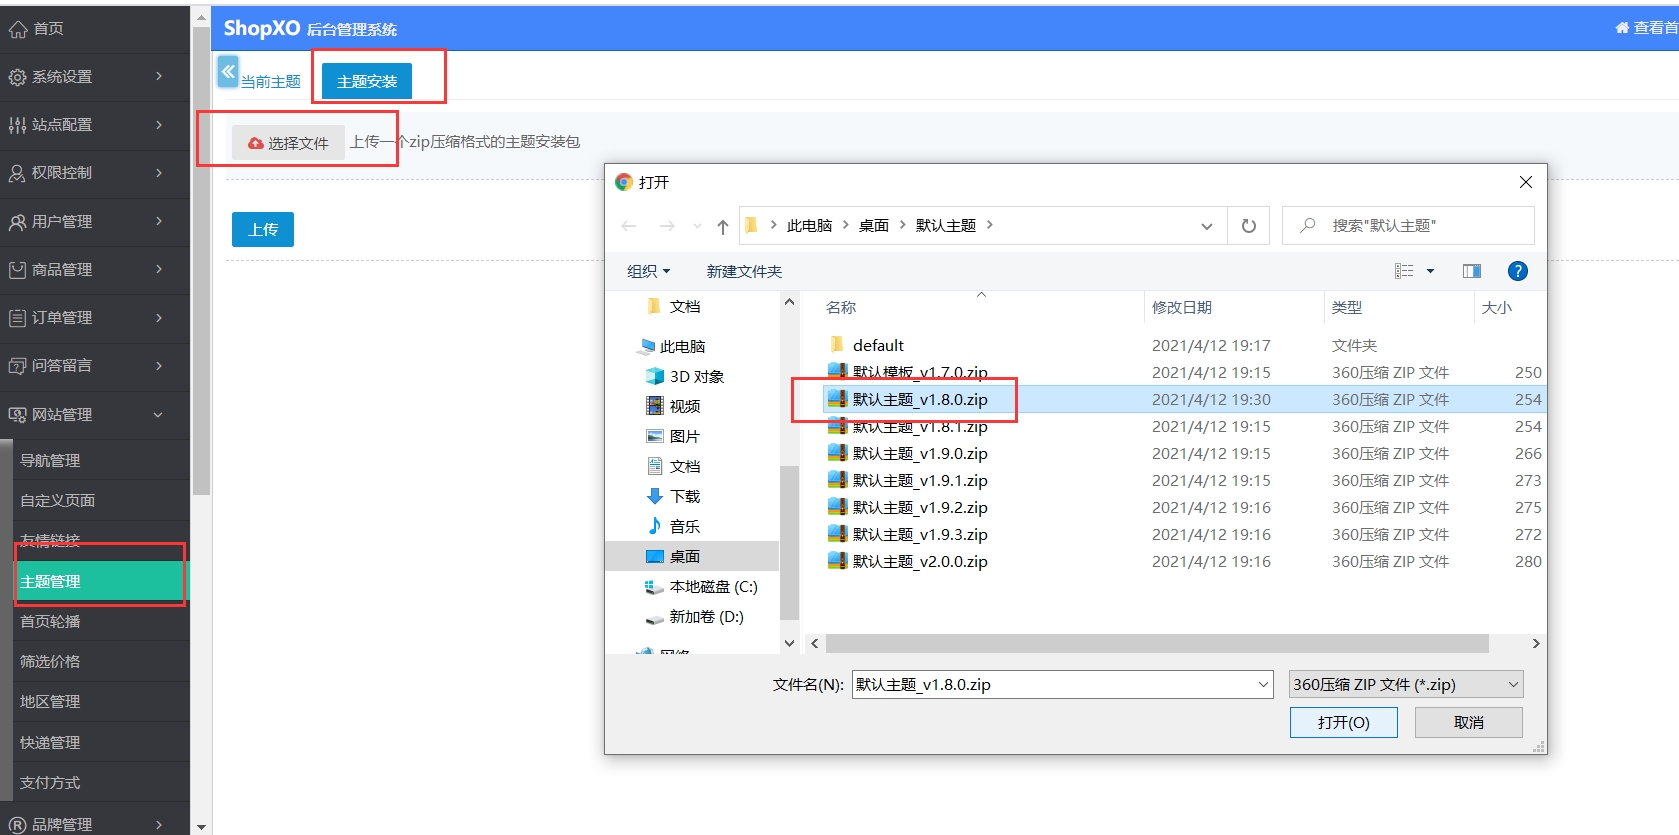 ShopXO 后台管理系统
查看首
首页
系统设置
站点配置
权限控制
用户管理
商品管理
订单管理
问答留言
网站管理
导航管理
自定义页面
友情链接
主题管理
首页轮播
筛选价格
地区管理
快递管理
支付方式
品牌管理
当前主题
主题安装
选择文件 上传一个zip压缩格式的主题安装包
上传
打开
此电脑 桌面 默认主题
搜索"默认主题"
组织 新建文件夹
文档
此电脑
3D 对象
视频
图片
文档
下载
音乐
桌面
本地磁盘 (C:)
新加卷 (D:)
网络
名称 修改日期 类型 大小
default 2021/4/12 19:17 文件夹
默认模板_v1.7.0.zip 2021/4/12 19:15 360压缩 ZIP 文件 250
默认主题_v1.8.0.zip 2021/4/12 19:30 360压缩 ZIP 文件 254
默认主题_v1.8.1.zip 2021/4/12 19:15 360压缩 ZIP 文件 254
默认主题_v1.9.0.zip 2021/4/12 19:15 360压缩 ZIP 文件 266
默认主题_v1.9.1.zip 2021/4/12 19:15 360压缩 ZIP 文件 273
默认主题_v1.9.2.zip 2021/4/12 19:16 360压缩 ZIP 文件 275
默认主题_v1.9.3.zip 2021/4/12 19:16 360压缩 ZIP 文件 272
默认主题_v2.0.0.zip 2021/4/12 19:16 360压缩 ZIP 文件 280
文件名(N): 默认主题_v1.8.0.zip
360压缩 ZIP 文件 (*.zip)
打开(O)
取消